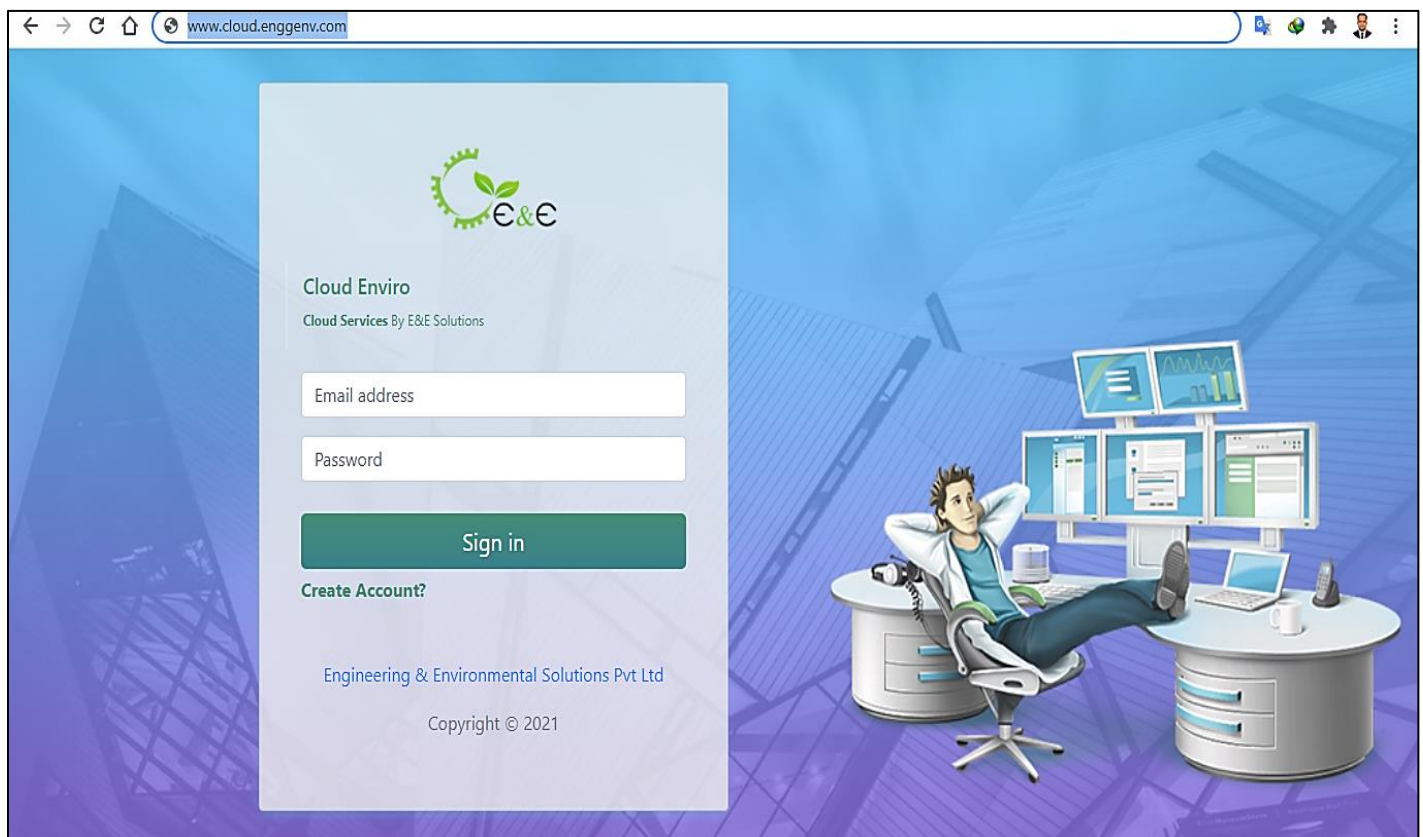 www.cloud.enggenv.com
E&E
Cloud Enviro
Cloud Services By E&E Solutions
Email address
Password
Sign in
Create Account?
Engineering & Environmental Solutions Pvt Ltd
Copyright © 2021